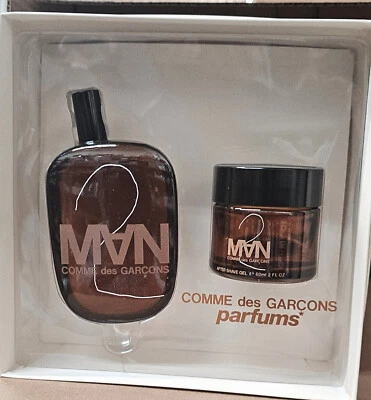 2
MAN
COMME des GARÇONS
2
MAN
COMME des GARÇONS
AFTER SHAVE GEL e 60ml 2 FL OZ
COMME des GARÇONS
parfums*